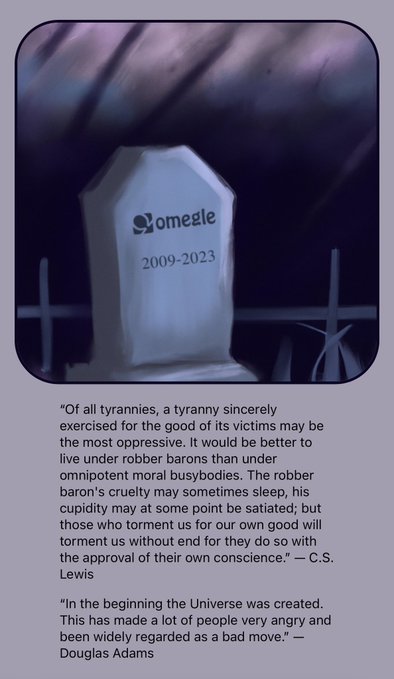 omegle
2009-2023
“Of all tyrannies, a tyranny sincerely
exercised for the good of its victims may be
the most oppressive. It would be better to
live under robber barons than under
omnipotent moral busybodies. The robber
baron's cruelty may sometimes sleep, his
cupidity may at some point be satiated; but
those who torment us for our own good will
torment us without end for they do so with
the approval of their own conscience.” — C.S.
Lewis
“In the beginning the Universe was created.
This has made a lot of people very angry and
been widely regarded as a bad move.” —
Douglas Adams